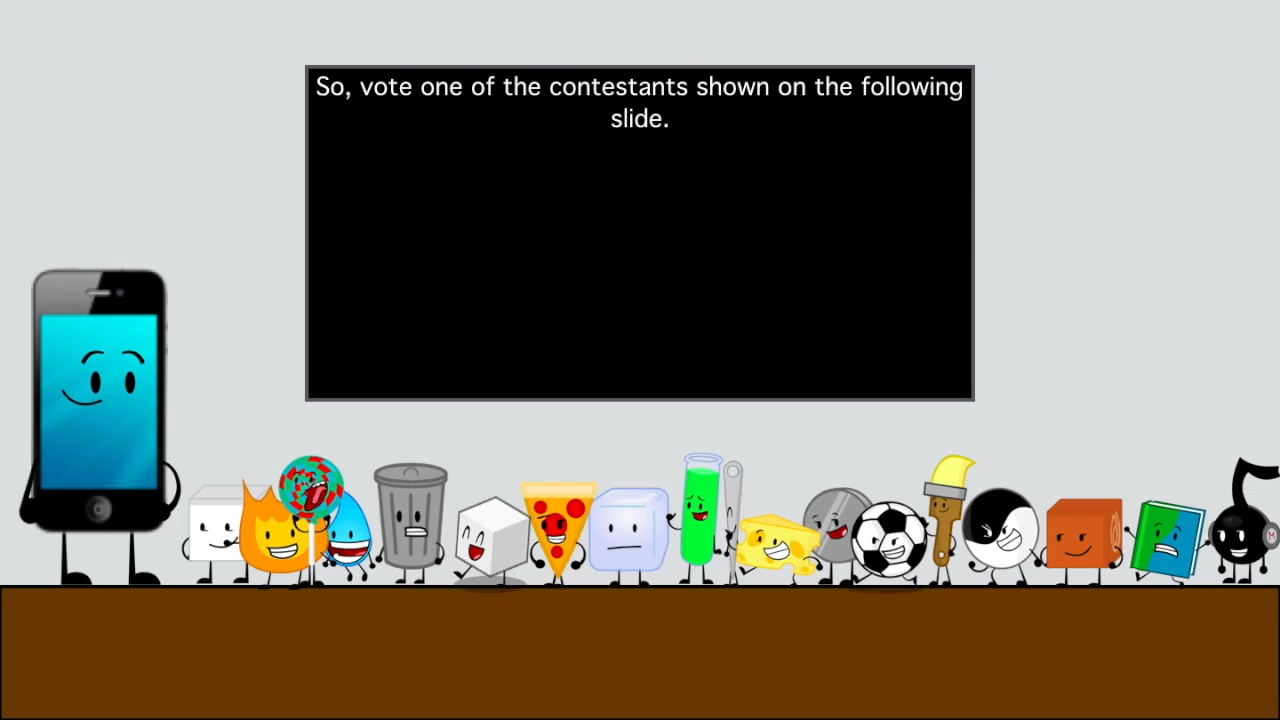 So, vote one of the contestants shown on the following
slide.